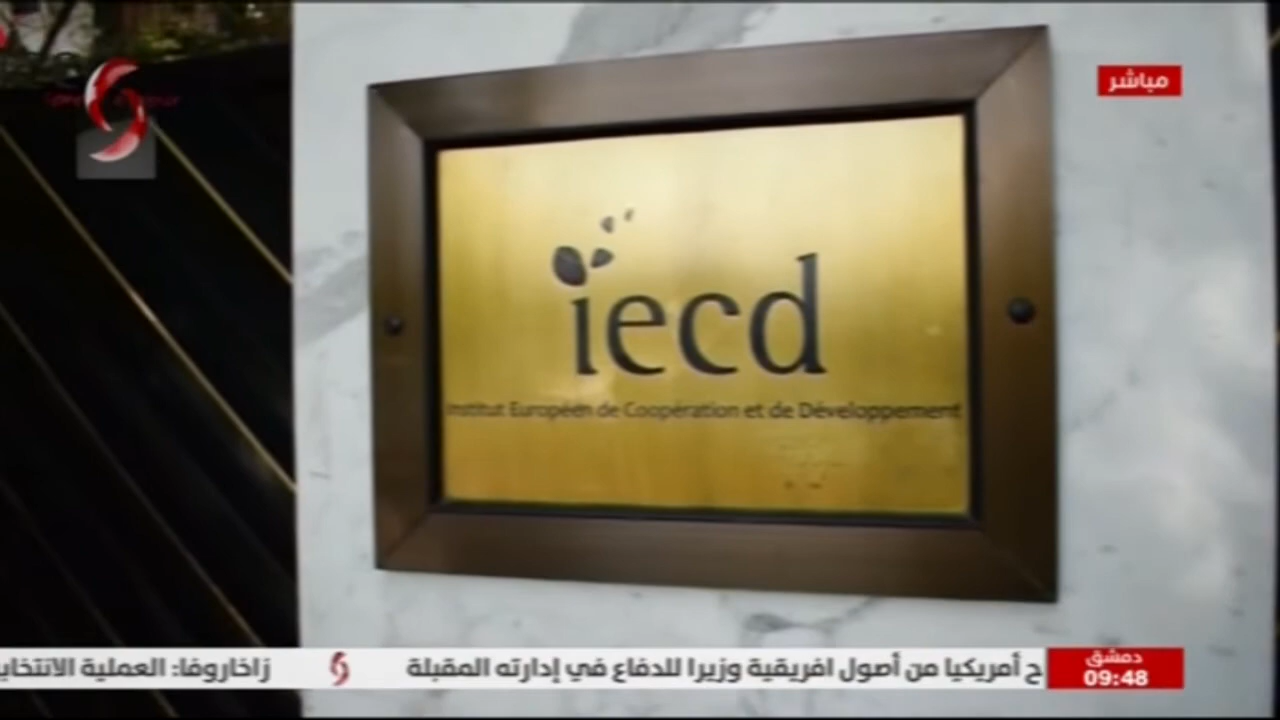 مباشر
iecd
Institut Européen de Coopération et de Développement
دمشق
09:48
ح أمريكيا من أصول افريقية وزيرا للدفاع في إدارته المقبلة
زاخاروفا: العملية الانتخاب